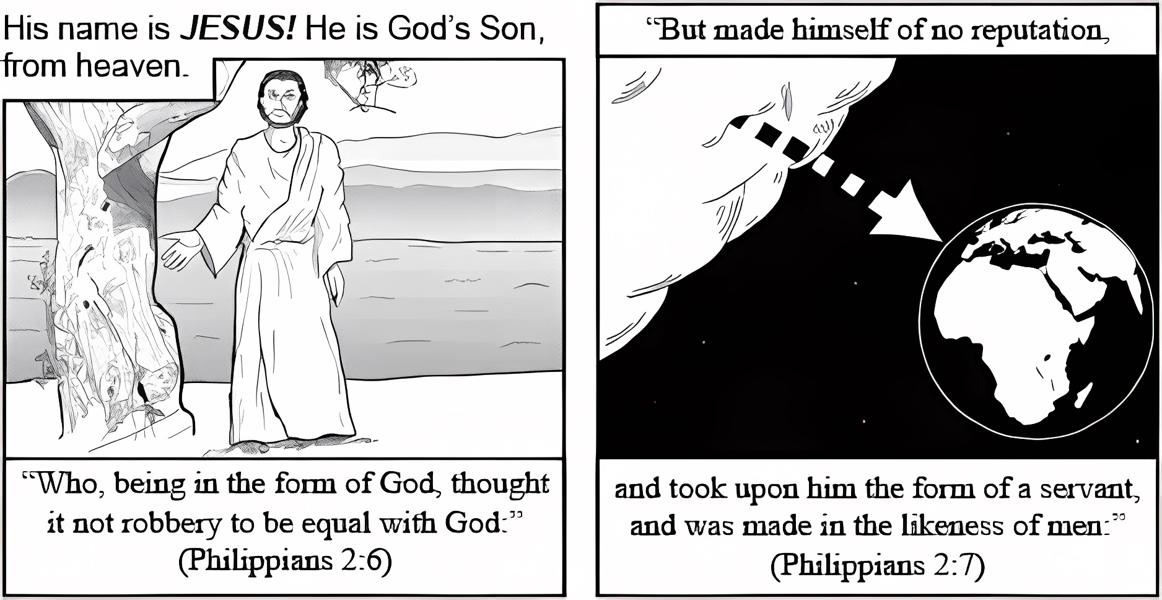 His name is JESUS! He is God's Son,
from heaven.
“Who, being in the form of God, thought
it not robbery to be equal with God:”
(Philippians 2:6)
“But made himself of no reputation,
and took upon him the form of a servant,
and was made in the likeness of men:”
(Philippians 2:7)